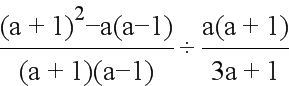 (a + 1)²–a(a–1) / (a + 1)(a–1) ÷ a(a + 1) / 3a + 1